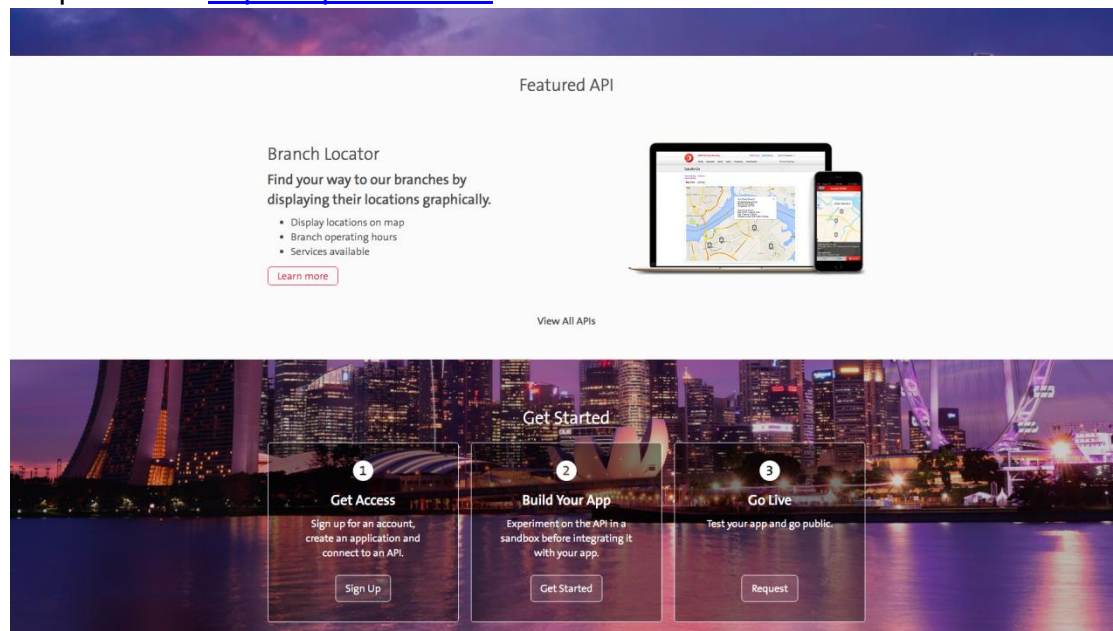 Featured API
Branch Locator
Find your way to our branches by
displaying their locations graphically.
• Display locations on map
• Branch operating hours
• Services available
Learn more
View All APIs
Get Started
1
2
3
Get Access
Build Your App
Go Live
Sign up for an account,
create an application and
connect to an API.
Experiment on the API in a
sandbox before integrating it
with your app.
Test your app and go public.
Sign Up
Get Started
Request